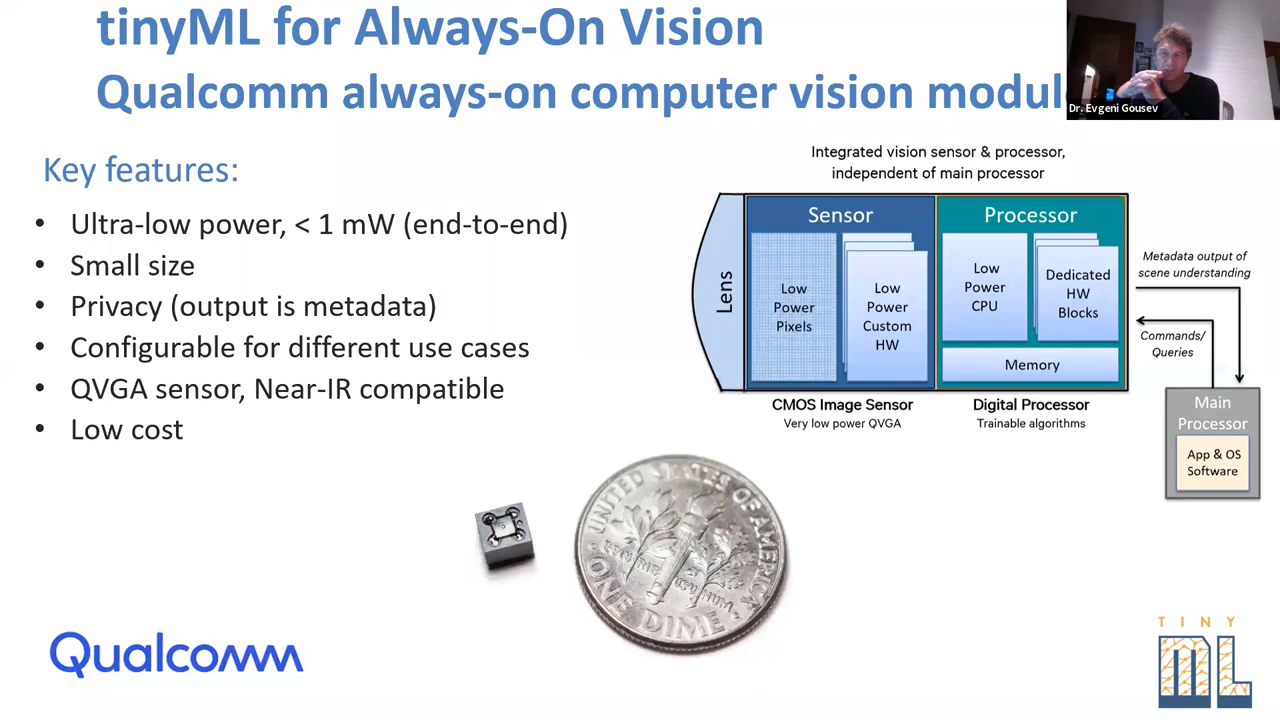 tinyML for Always-On Vision
Qualcomm always-on computer vision modul
Dr. Evgeni Gousev
Key features:
• Ultra-low power, < 1 mW (end-to-end)
• Small size
• Privacy (output is metadata)
• Configurable for different use cases
• QVGA sensor, Near-IR compatible
• Low cost
Integrated vision sensor & processor,
independent of main processor
Lens
Sensor
Low
Power
Pixels
Low
Power
Custom
HW
Processor
Low
Power
CPU
Dedicated
HW
Blocks
Memory
CMOS Image Sensor
Very low power QVGA
Digital Processor
Trainable algorithms
Metadata output of
scene understanding
Commands/
Queries
Main
Processor
App & OS
Software
UNITED STATES OF AMERICA
ONE DIME
Qualcomm
TINY
ML